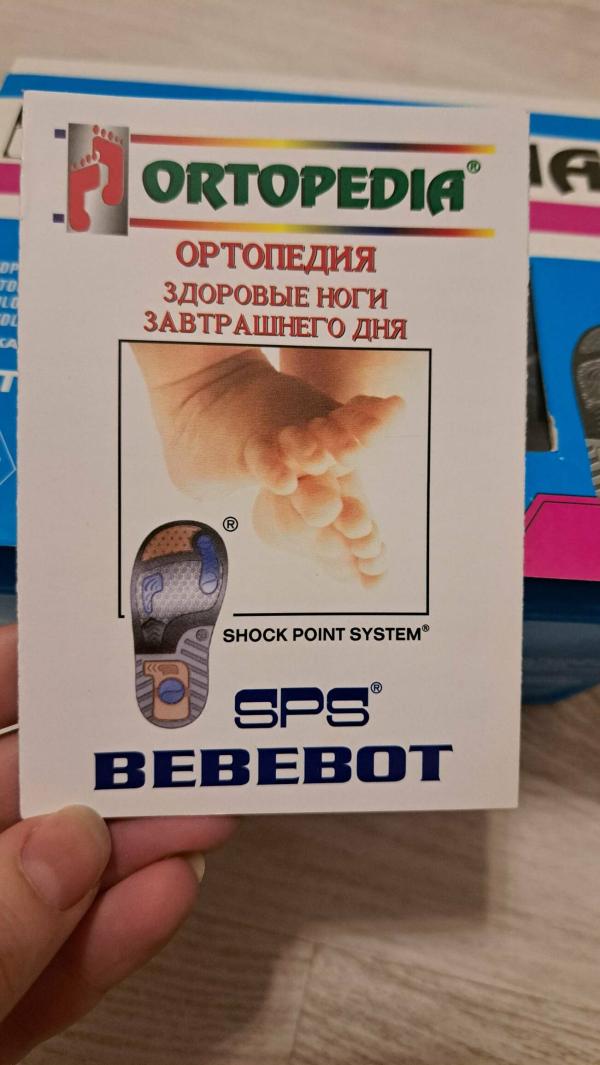 ORTOPEDIA®
ОРТОПЕДИЯ
ЗДОРОВЫЕ НОГИ
ЗАВТРАШНЕГО ДНЯ
®
SHOCK POINT SYSTEM®
SPS®
BEBEBOT